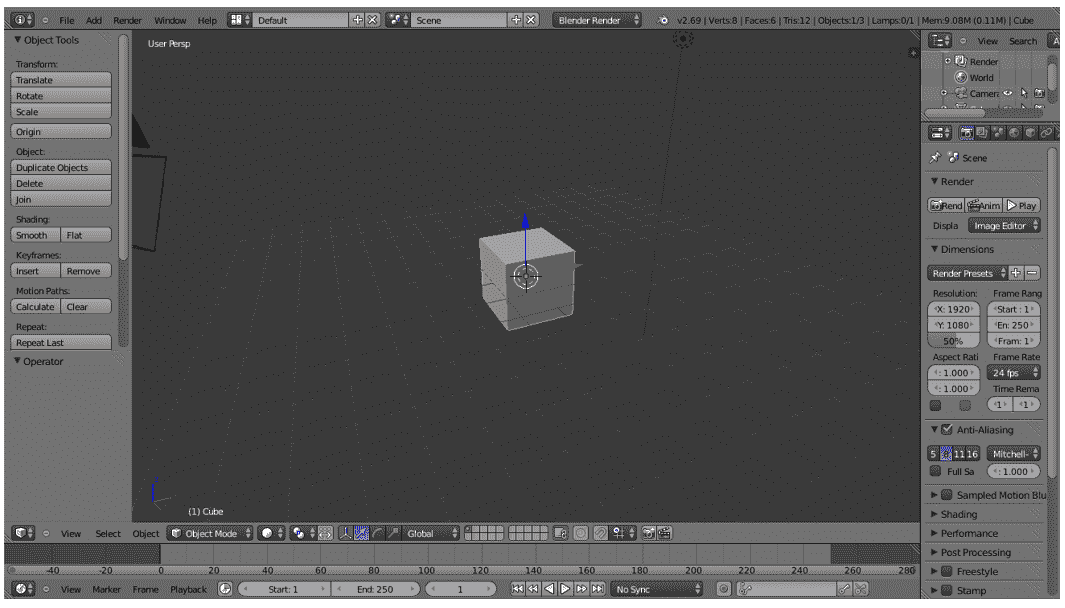 File Add Render Window Help Default Scene Blender Render v2.69 | Verts:8 | Faces:6 | Tris:12 | Objects:1/3 | Lamps:0/1 | Mem:9.08M (0.11M) | Cube
Object Tools
Transform:
Translate
Rotate
Scale
Origin
Object:
Duplicate Objects
Delete
Join
Shading:
Smooth Flat
Keyframes:
Insert Remove
Motion Paths:
Calculate Clear
Repeat:
Repeat Last
Operator
User Persp
(1) Cube
View Search A
Render
World
Camera
Scene
Render
Rend Anim Play
Displa Image Editor
Dimensions
Render Presets
Resolution: Frame Rang
X: 1920 Start : 1
Y: 1080 En: 250
50% Fram: 1
Aspect Rati Frame Rate
: 1.000 24 fps
: 1.000 Time Rema
1 1
Anti-Aliasing
5 11 16 Mitchell-
Full Sa : 1.000
Sampled Motion Blu
Shading
Performance
Post Processing
Freestyle
Stamp
View Select Object Object Mode Global
-40 -20 0 20 40 60 80 100 120 140 160 180 200 220 240 260 280
View Marker Frame Playback Start: 1 End: 250 1 No Sync